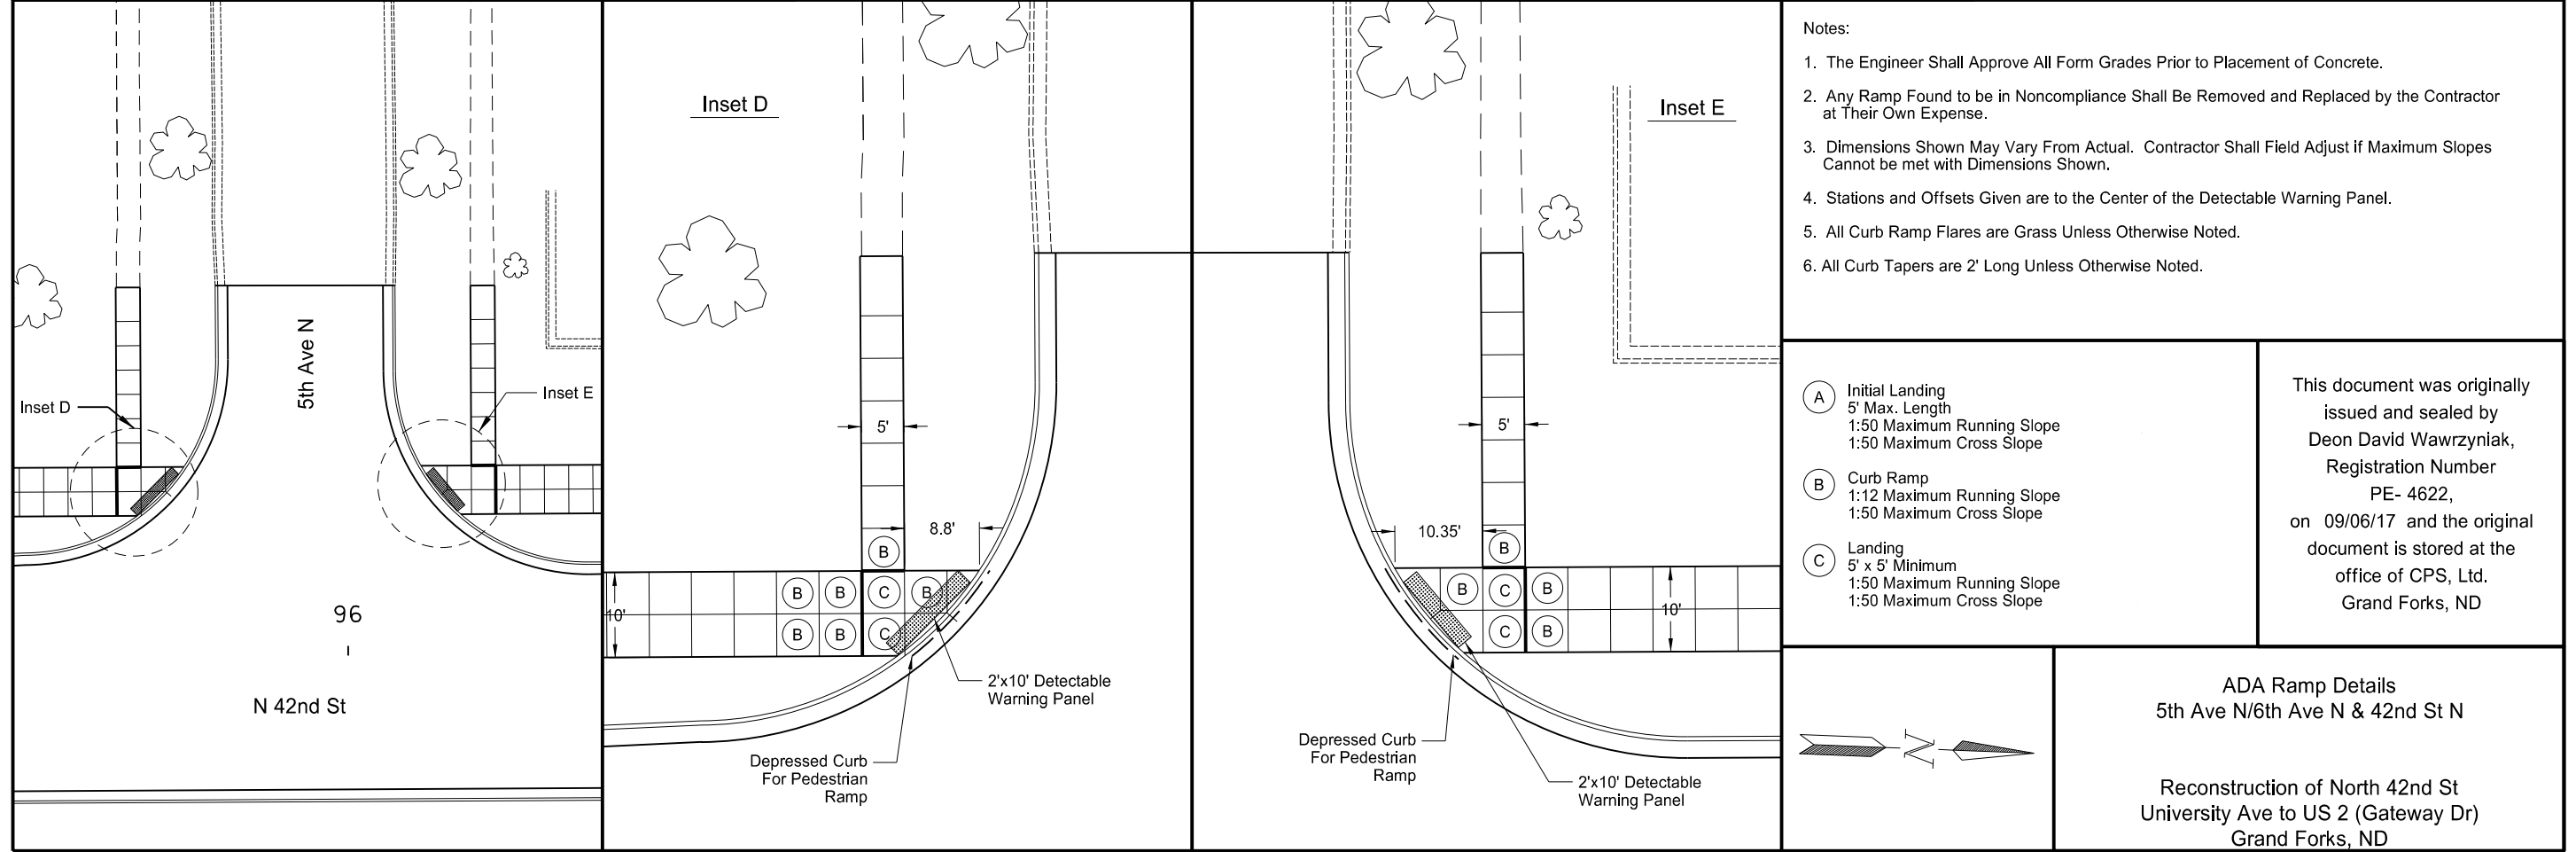 Inset D
5th Ave N
Inset E
96
N 42nd St
Inset D
5'
8.8'
B
B
B
C
B
10'
B
B
C
2'x10' Detectable
Warning Panel
Depressed Curb
For Pedestrian
Ramp
Inset E
5'
10.35'
B
B
C
B
10'
C
B
Depressed Curb
For Pedestrian
Ramp
2'x10' Detectable
Warning Panel
Notes:
1. The Engineer Shall Approve All Form Grades Prior to Placement of Concrete.
2. Any Ramp Found to be in Noncompliance Shall Be Removed and Replaced by the Contractor
at Their Own Expense.
3. Dimensions Shown May Vary From Actual. Contractor Shall Field Adjust if Maximum Slopes
Cannot be met with Dimensions Shown.
4. Stations and Offsets Given are to the Center of the Detectable Warning Panel.
5. All Curb Ramp Flares are Grass Unless Otherwise Noted.
6. All Curb Tapers are 2' Long Unless Otherwise Noted.
A Initial Landing
5' Max. Length
1:50 Maximum Running Slope
1:50 Maximum Cross Slope
B Curb Ramp
1:12 Maximum Running Slope
1:50 Maximum Cross Slope
C Landing
5' x 5' Minimum
1:50 Maximum Running Slope
1:50 Maximum Cross Slope
This document was originally
issued and sealed by
Deon David Wawrzyniak,
Registration Number
PE- 4622,
on 09/06/17 and the original
document is stored at the
office of CPS, Ltd.
Grand Forks, ND
N
ADA Ramp Details
5th Ave N/6th Ave N & 42nd St N
Reconstruction of North 42nd St
University Ave to US 2 (Gateway Dr)
Grand Forks, ND